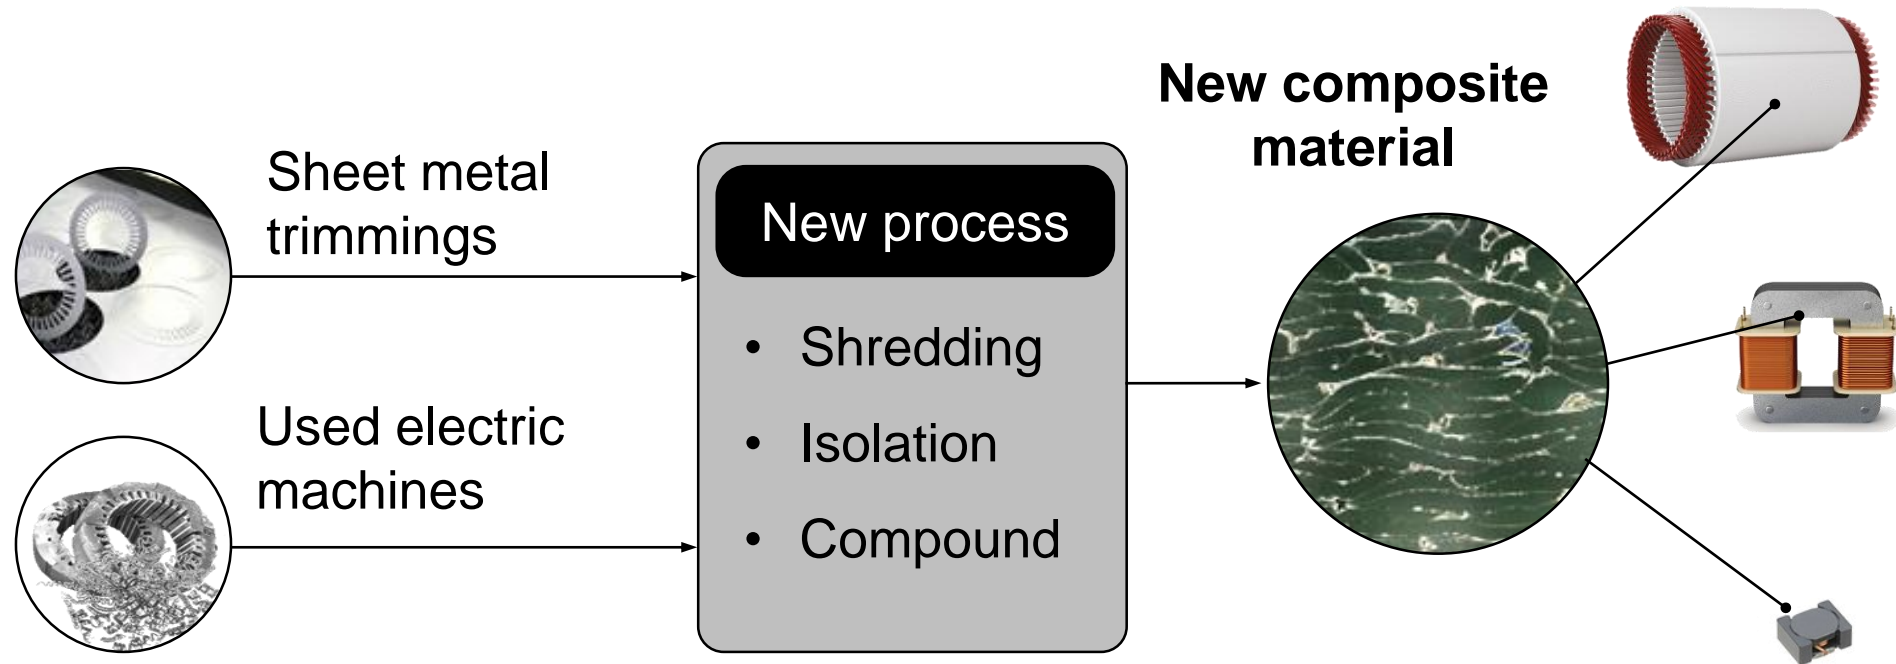 Sheet metal
trimmings
Used electric
machines
New process
• Shredding
• Isolation
• Compound
New composite
material